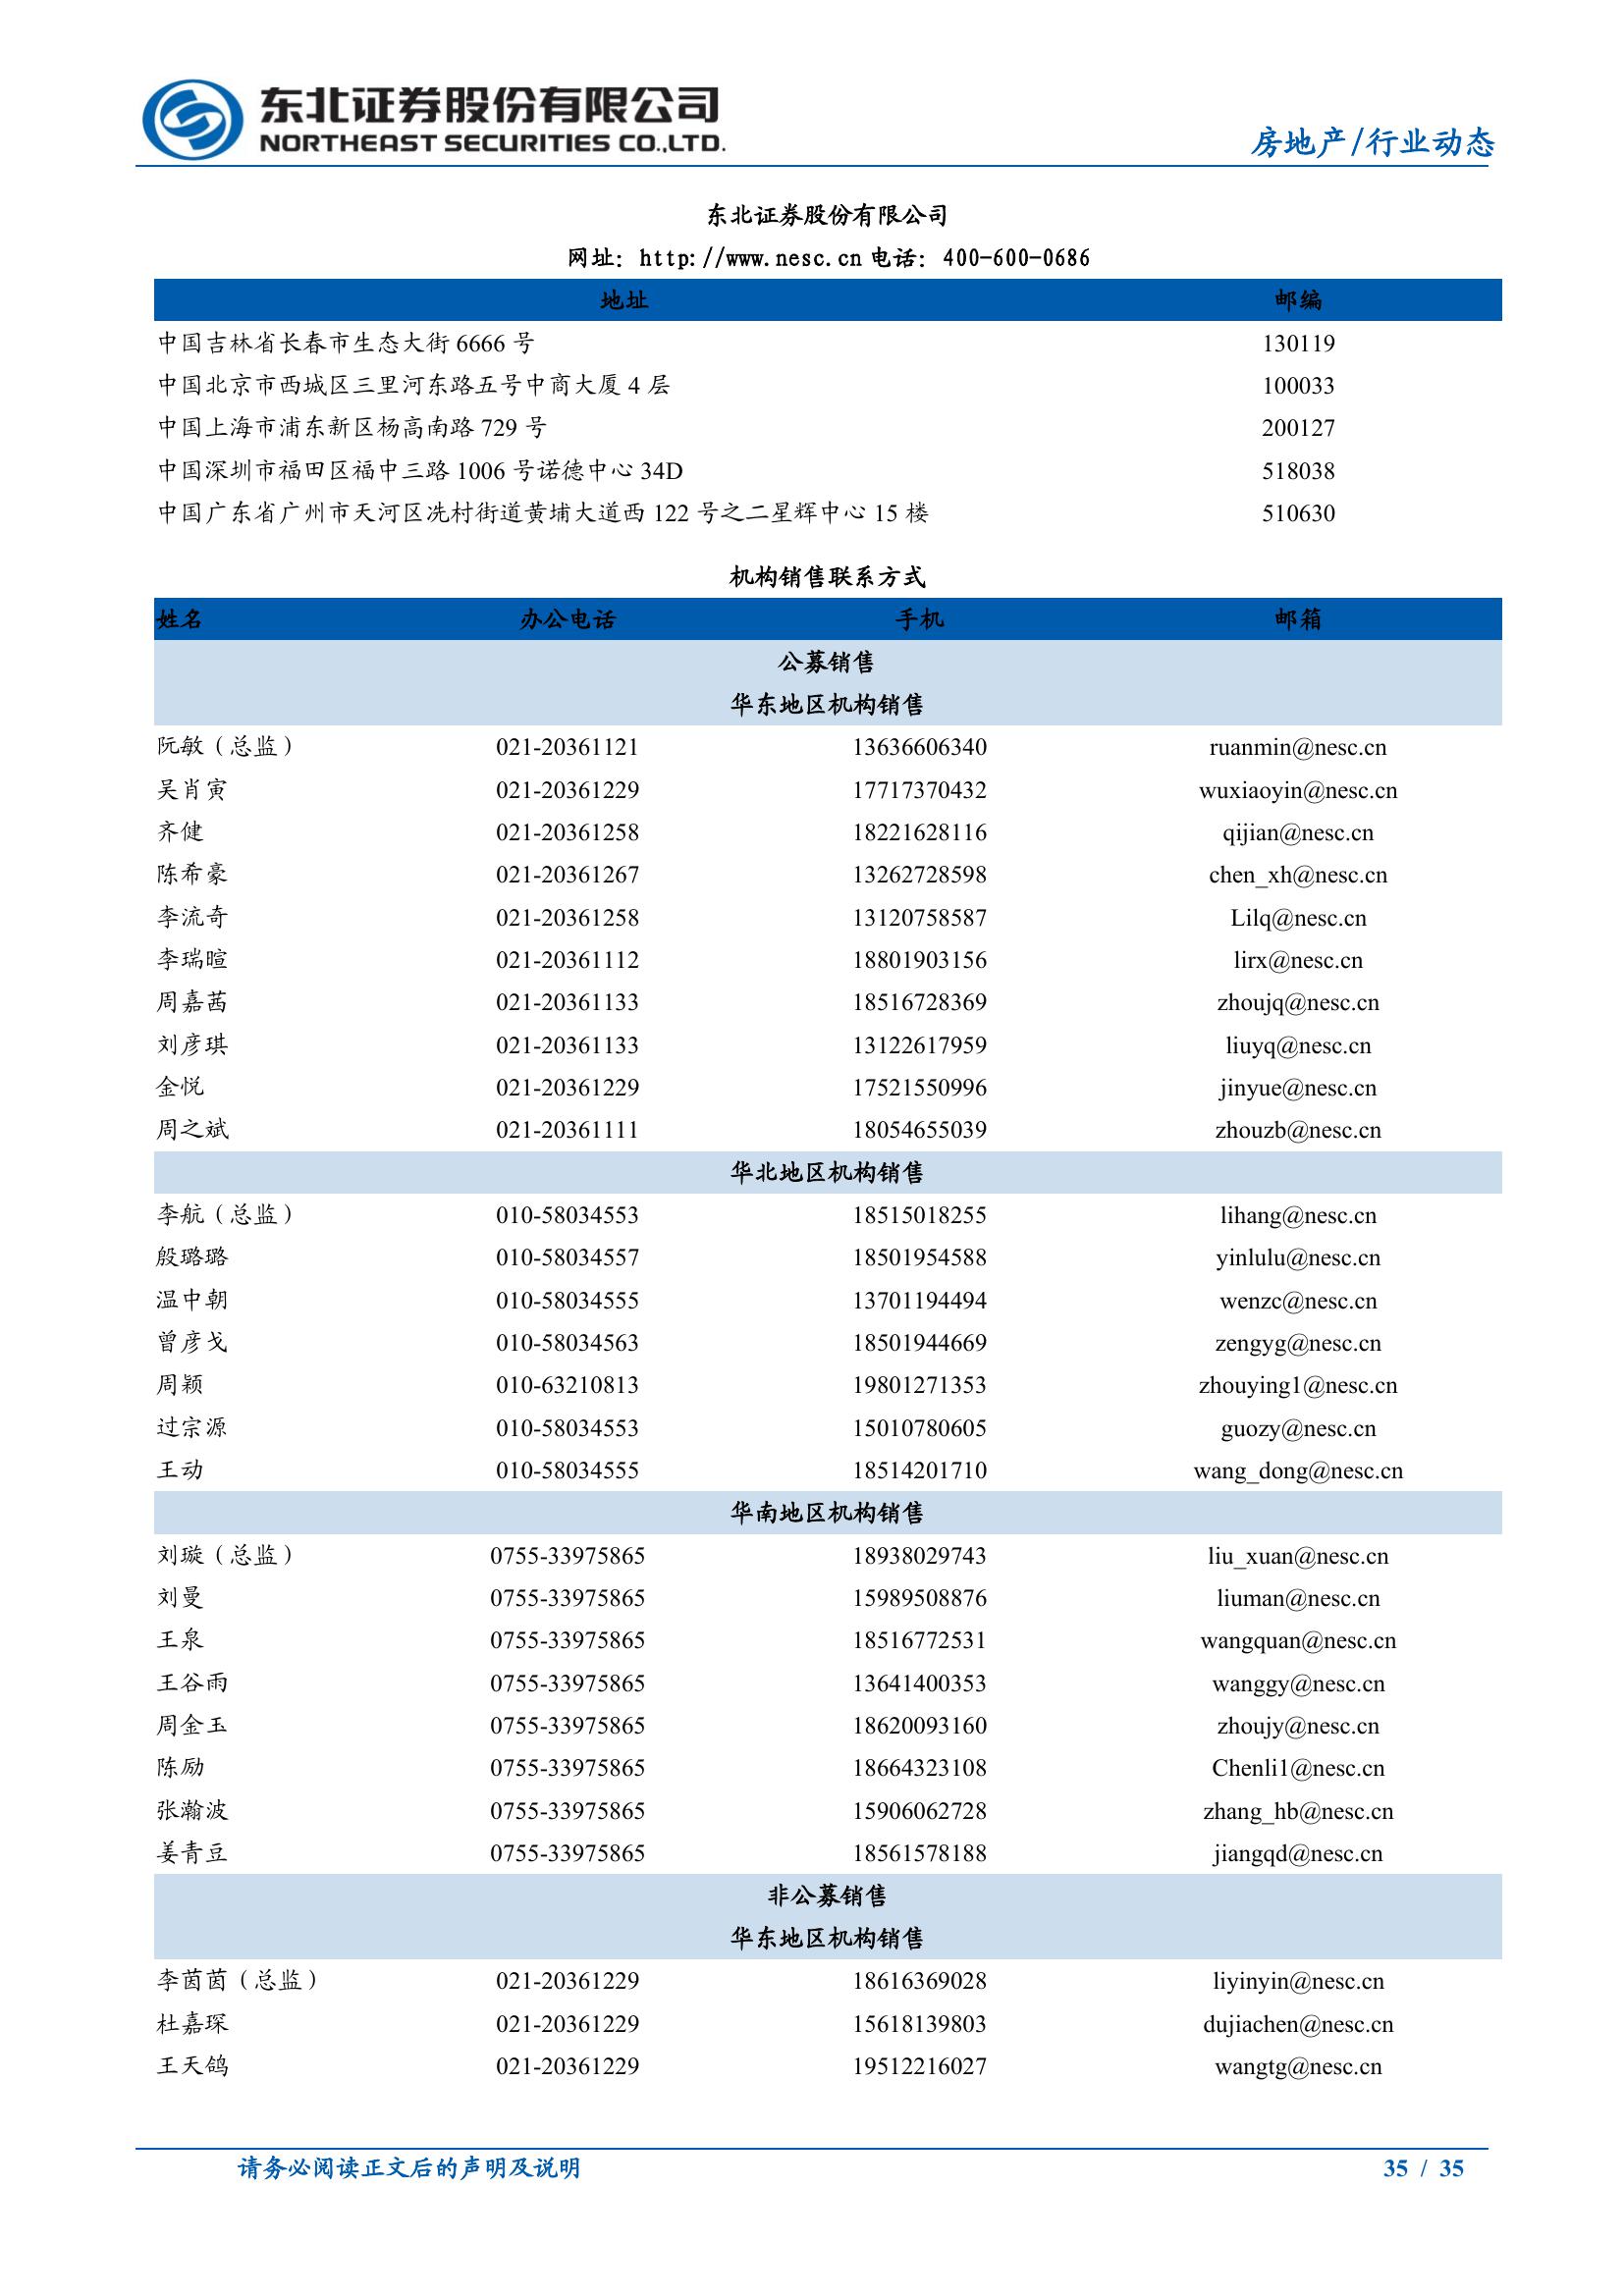 东北证券股份有限公司
NORTHEAST SECURITIES CO.,LTD.
房地产/行业动态
东北证券股份有限公司
网址：http://www.nesc.cn 电话：400-600-0686
地址 邮编
中国吉林省长春市生态大街 6666 号 130119
中国北京市西城区三里河东路五号中商大厦 4 层 100033
中国上海市浦东新区杨高南路 729 号 200127
中国深圳市福田区福中三路 1006 号诺德中心 34D 518038
中国广东省广州市天河区冼村街道黄埔大道西 122 号之二星辉中心 15 楼 510630
机构销售联系方式
姓名 办公电话 手机 邮箱
公募销售
华东地区机构销售
阮敏（总监） 021-20361121 13636606340 ruanmin@nesc.cn
吴肖寅 021-20361229 17717370432 wuxiaoyin@nesc.cn
齐健 021-20361258 18221628116 qijian@nesc.cn
陈希豪 021-20361267 13262728598 chen_xh@nesc.cn
李流奇 021-20361258 13120758587 Lilq@nesc.cn
李瑞暄 021-20361112 18801903156 lirx@nesc.cn
周嘉茜 021-20361133 18516728369 zhoujq@nesc.cn
刘彦琪 021-20361133 13122617959 liuyq@nesc.cn
金悦 021-20361229 17521550996 jinyue@nesc.cn
周之斌 021-20361111 18054655039 zhouzb@nesc.cn
华北地区机构销售
李航（总监） 010-58034553 18515018255 lihang@nesc.cn
殷璐璐 010-58034557 18501954588 yinlulu@nesc.cn
温中朝 010-58034555 13701194494 wenzc@nesc.cn
曾彦戈 010-58034563 18501944669 zengyg@nesc.cn
周颖 010-63210813 19801271353 zhouying1@nesc.cn
过宗源 010-58034553 15010780605 guozy@nesc.cn
王动 010-58034555 18514201710 wang_dong@nesc.cn
华南地区机构销售
刘璇（总监） 0755-33975865 18938029743 liu_xuan@nesc.cn
刘曼 0755-33975865 15989508876 liuman@nesc.cn
王泉 0755-33975865 18516772531 wangquan@nesc.cn
王谷雨 0755-33975865 13641400353 wanggy@nesc.cn
周金玉 0755-33975865 18620093160 zhoujy@nesc.cn
陈励 0755-33975865 18664323108 Chenli1@nesc.cn
张瀚波 0755-33975865 15906062728 zhang_hb@nesc.cn
姜青豆 0755-33975865 18561578188 jiangqd@nesc.cn
非公募销售
华东地区机构销售
李茵茵（总监） 021-20361229 18616369028 liyinyin@nesc.cn
杜嘉琛 021-20361229 15618139803 dujiachen@nesc.cn
王天鸽 021-20361229 19512216027 wangtg@nesc.cn
请务必阅读正文后的声明及说明 35 / 35